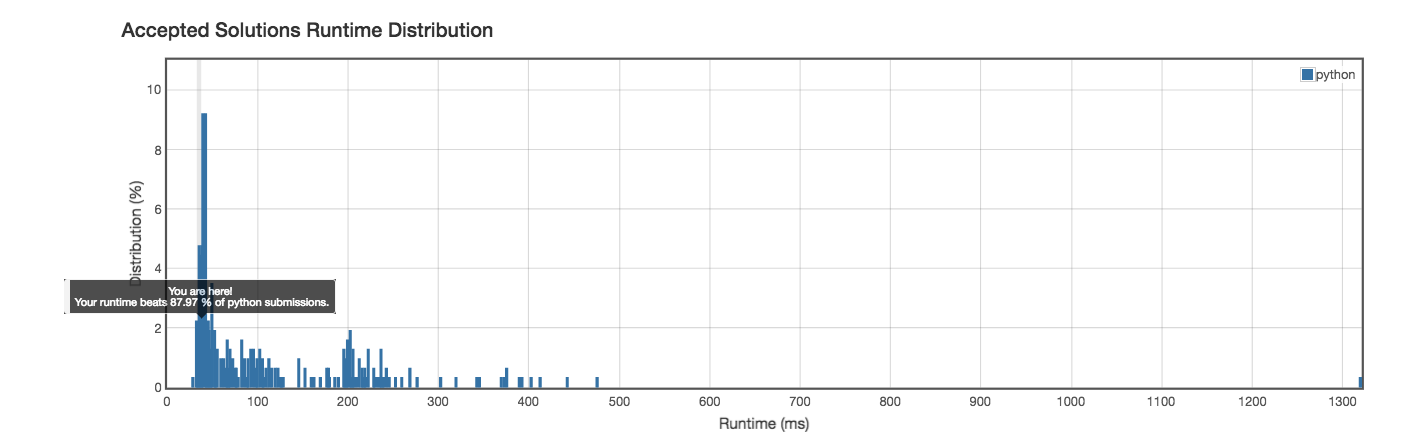 Accepted Solutions Runtime Distribution
python
Distribution (%)
10
8
6
4
2
0
You are here!
Your runtime beats 87.97 % of python submissions.
0 100 200 300 400 500 600 700 800 900 1000 1100 1200 1300
Runtime (ms)